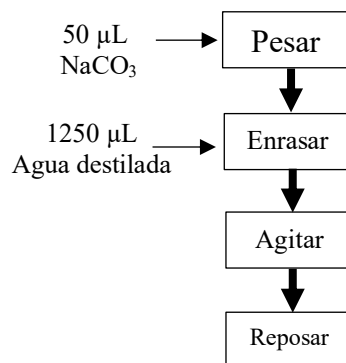 50 µL
NaCO₃
Pesar
1250 µL
Agua destilada
Enrasar
Agitar
Reposar